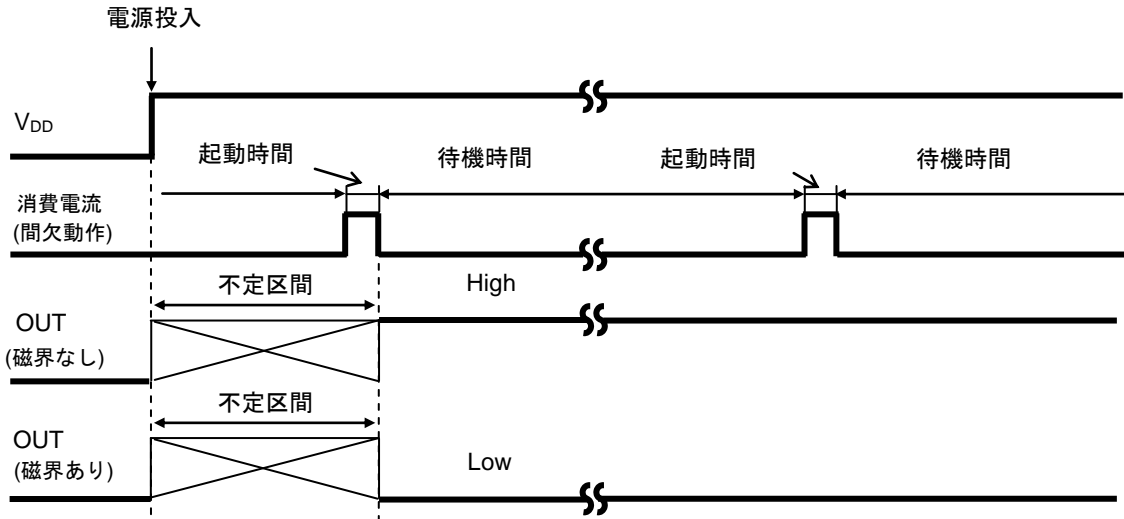 電源投入
VDD
起動時間 待機時間 起動時間 待機時間
消費電流
(間欠動作)
不定区間
High
OUT
(磁界なし)
不定区間
OUT
(磁界あり)
Low